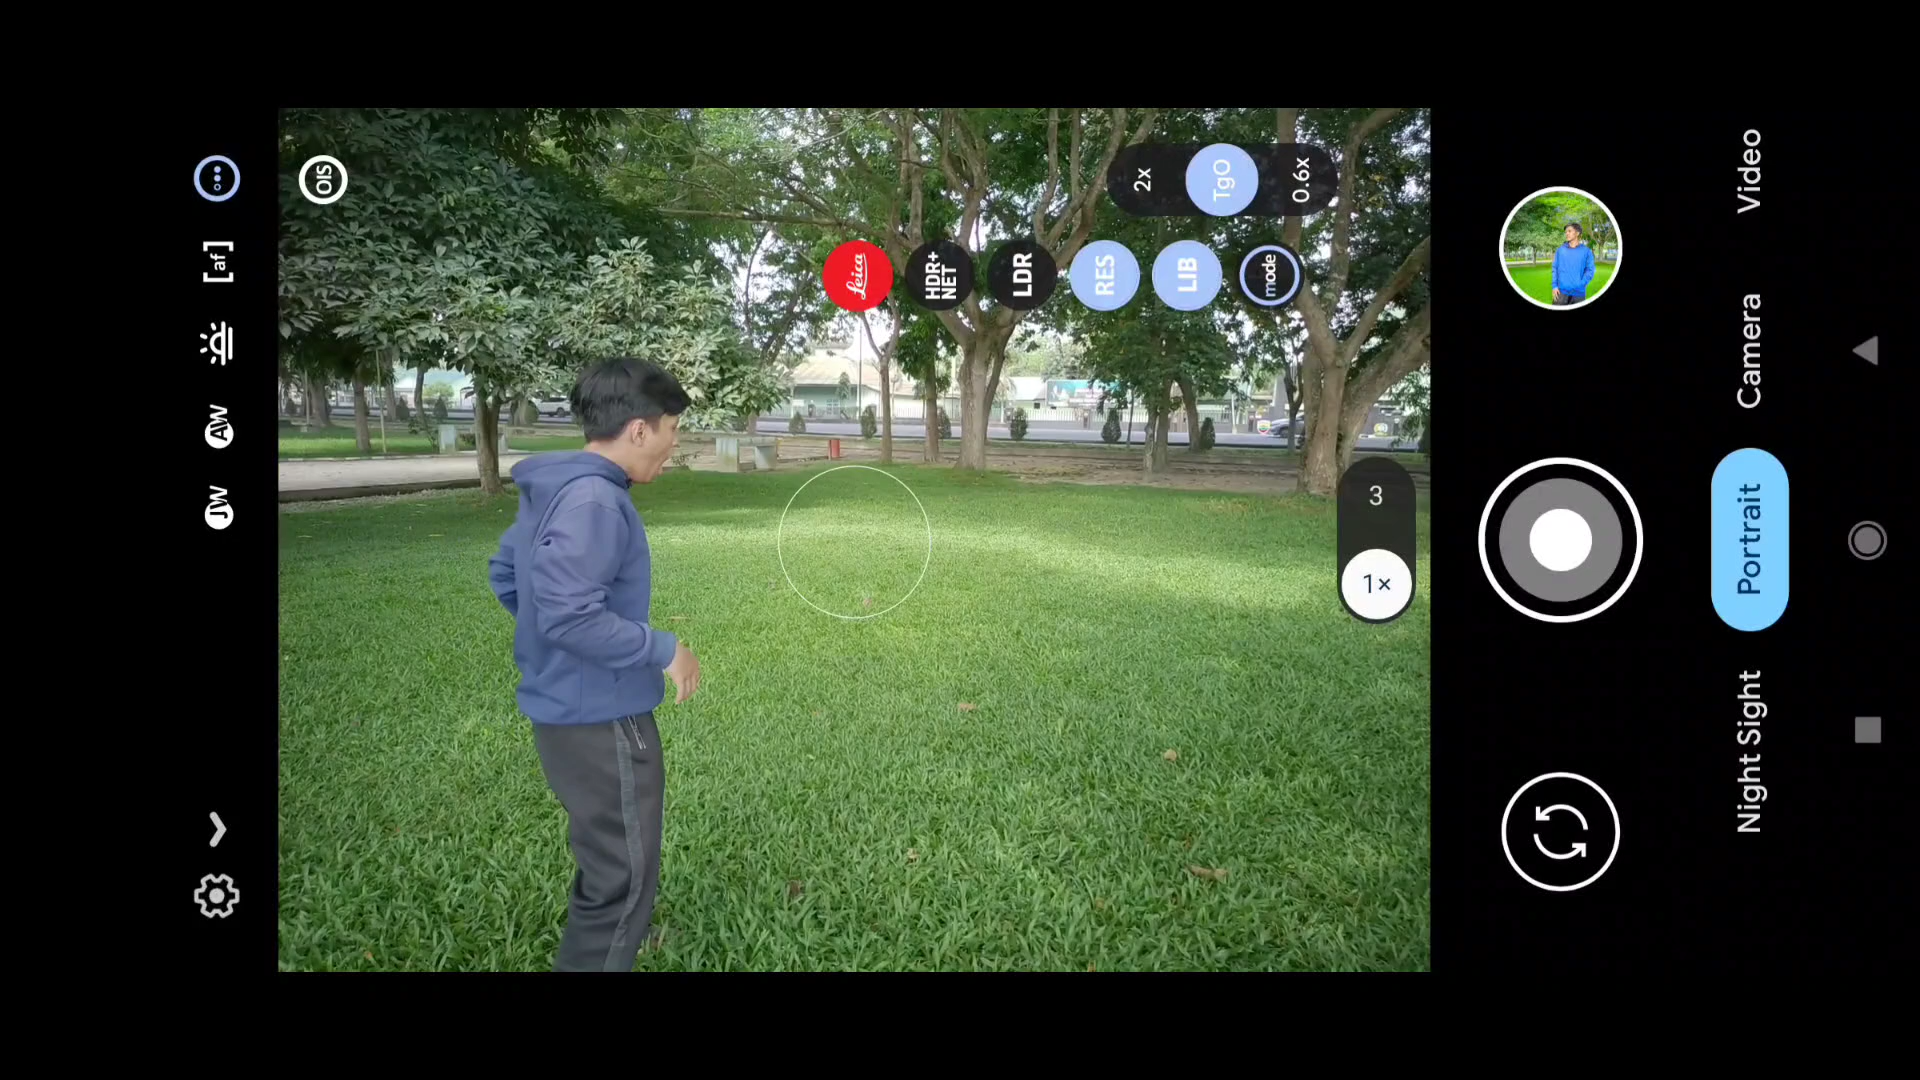 OIS
[af]
AW
JW
2x
TgO
0.6x
Leica
HDR+
NET
LDR
RES
LIB
mode
3
1×
Video
Camera
Portrait
Night Sight